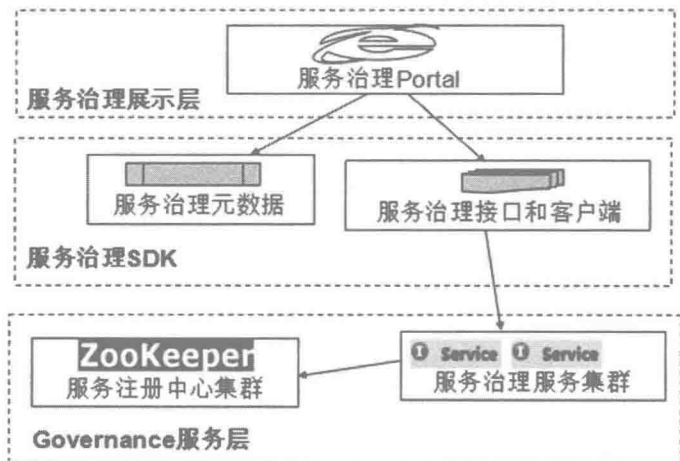 服务治理Portal
服务治理展示层
服务治理元数据
服务治理接口和客户端
服务治理SDK
ZooKeeper
服务注册中心集群
Service Service
服务治理服务集群
Governance服务层